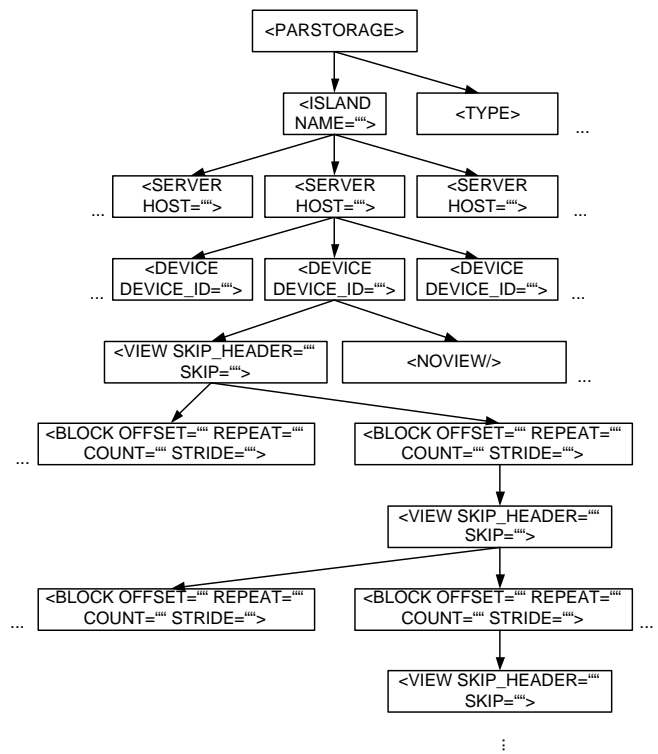 <PARSTORAGE>
<ISLAND
NAME="“>
<TYPE>
...
...
<SERVER
HOST="“>
<SERVER
HOST="“>
<SERVER
HOST="“>
...
...
<DEVICE
DEVICE_ID="“>
<DEVICE
DEVICE_ID="“>
<DEVICE
DEVICE_ID="“>
...
<VIEW SKIP_HEADER="“
SKIP="“>
<NOVIEW/>
...
...
<BLOCK OFFSET="“ REPEAT="“
COUNT="“ STRIDE="“>
<BLOCK OFFSET="“ REPEAT="“
COUNT="“ STRIDE="“>
<VIEW SKIP_HEADER="“
SKIP="“>
...
<BLOCK OFFSET="“ REPEAT="“
COUNT="“ STRIDE="“>
<BLOCK OFFSET="“ REPEAT="“
COUNT="“ STRIDE="“>
...
<VIEW SKIP_HEADER="“
SKIP="“>
⋮